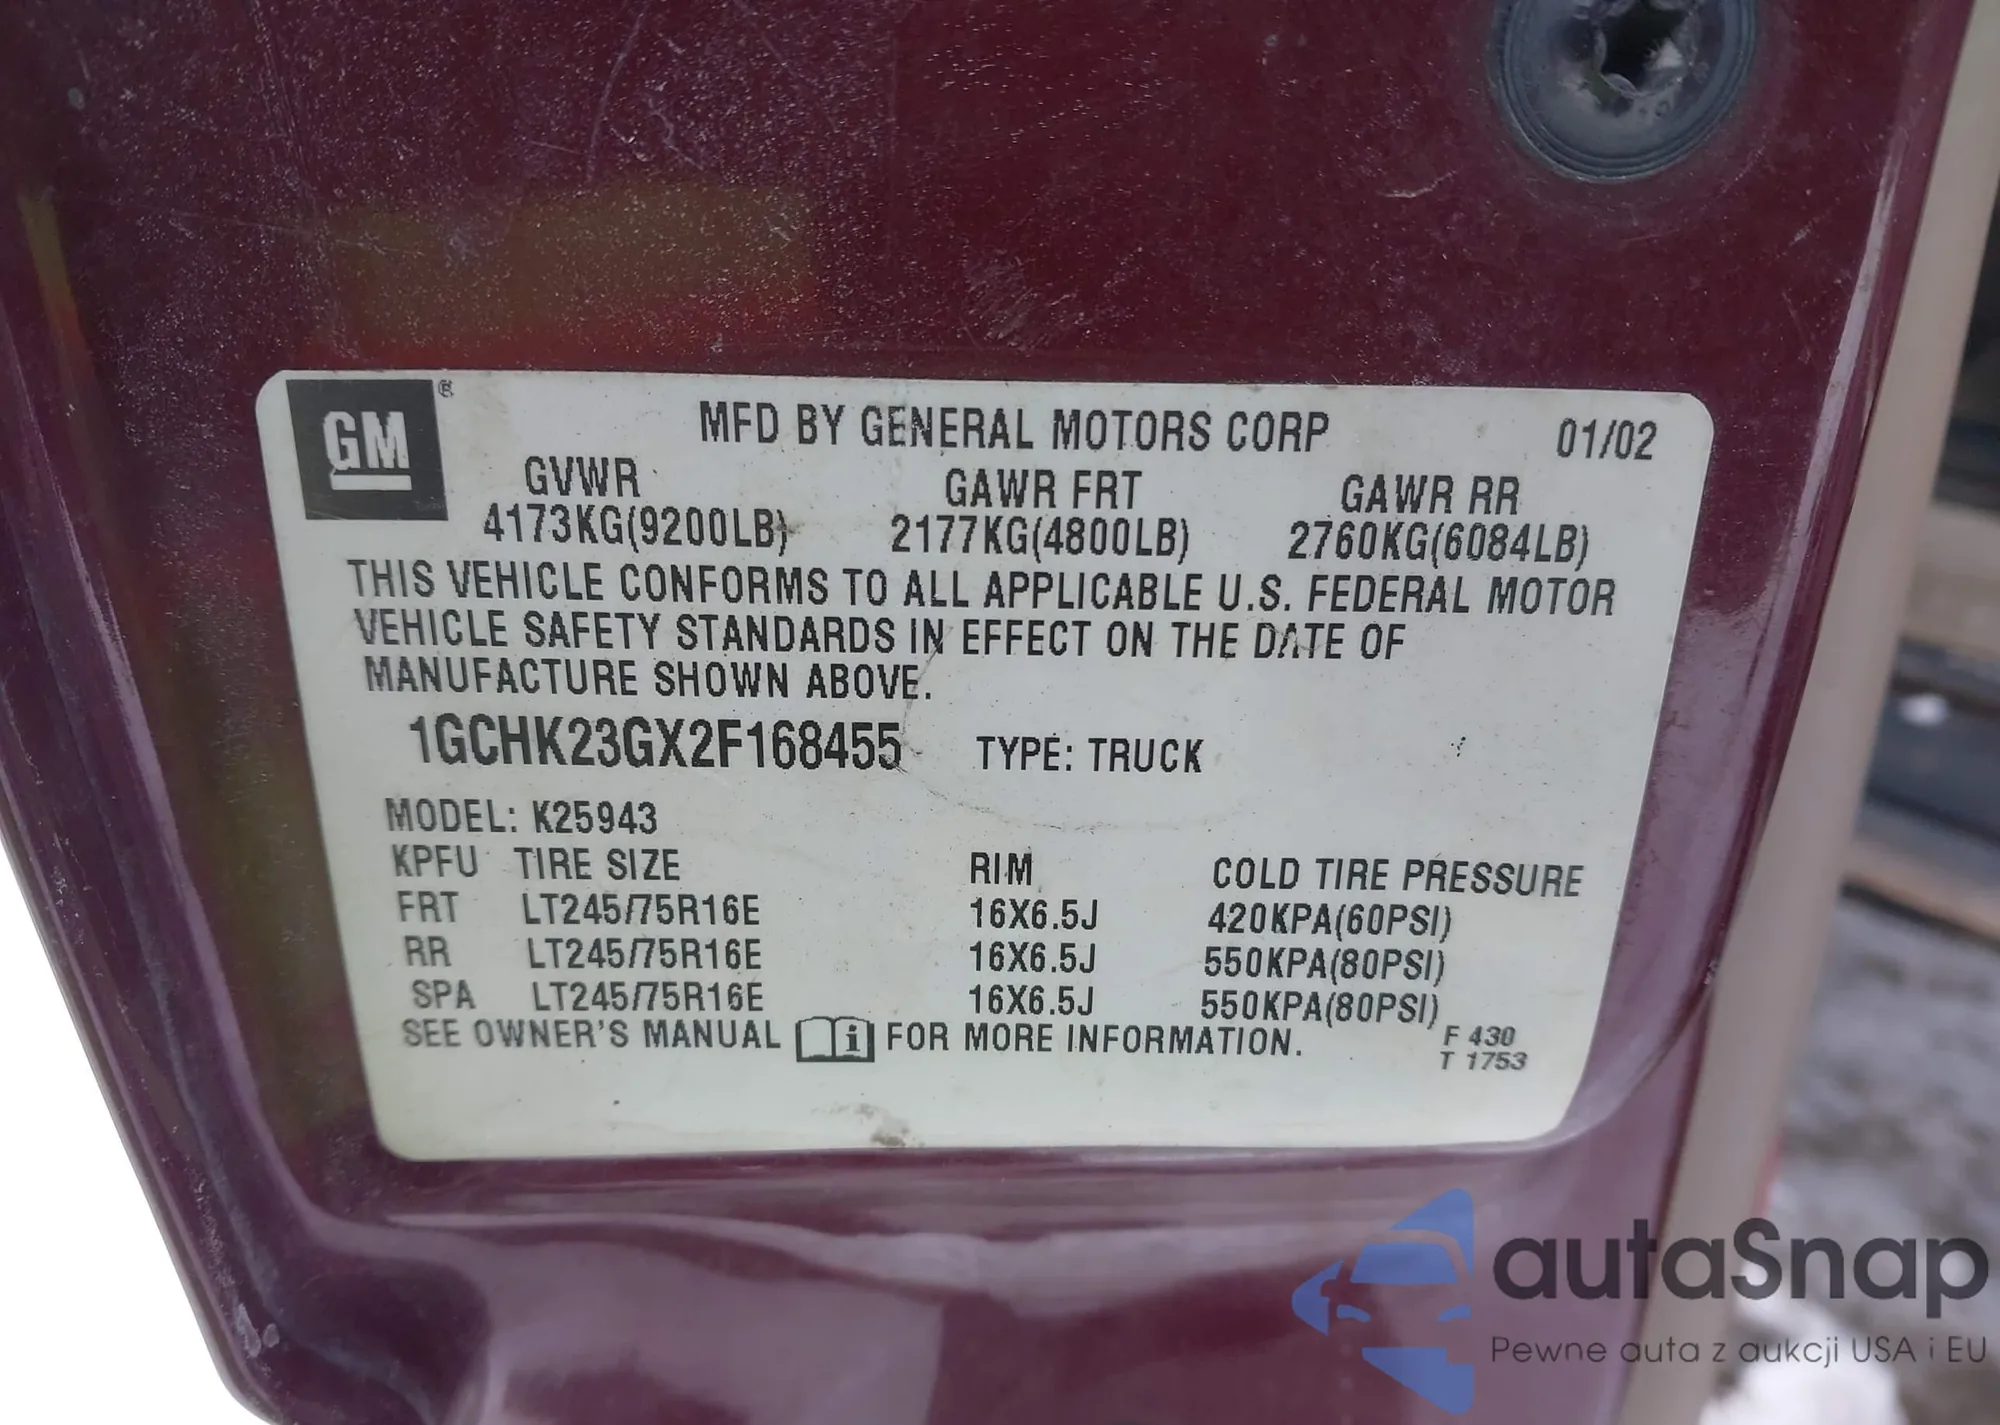 GM ®
MFD BY GENERAL MOTORS CORP 01/02
GVWR GAWR FRT GAWR RR
4173KG(9200LB) 2177KG(4800LB) 2760KG(6084LB)
THIS VEHICLE CONFORMS TO ALL APPLICABLE U.S. FEDERAL MOTOR
VEHICLE SAFETY STANDARDS IN EFFECT ON THE DATE OF
MANUFACTURE SHOWN ABOVE.
1GCHK23GX2F168455 TYPE: TRUCK
MODEL: K25943
KPFU TIRE SIZE RIM COLD TIRE PRESSURE
FRT LT245/75R16E 16X6.5J 420KPA(60PSI)
RR LT245/75R16E 16X6.5J 550KPA(80PSI)
SPA LT245/75R16E 16X6.5J 550KPA(80PSI)
SEE OWNER'S MANUAL i FOR MORE INFORMATION.
F 430
T 1753
autaSnap
Pewne auta z aukcji USA i EU